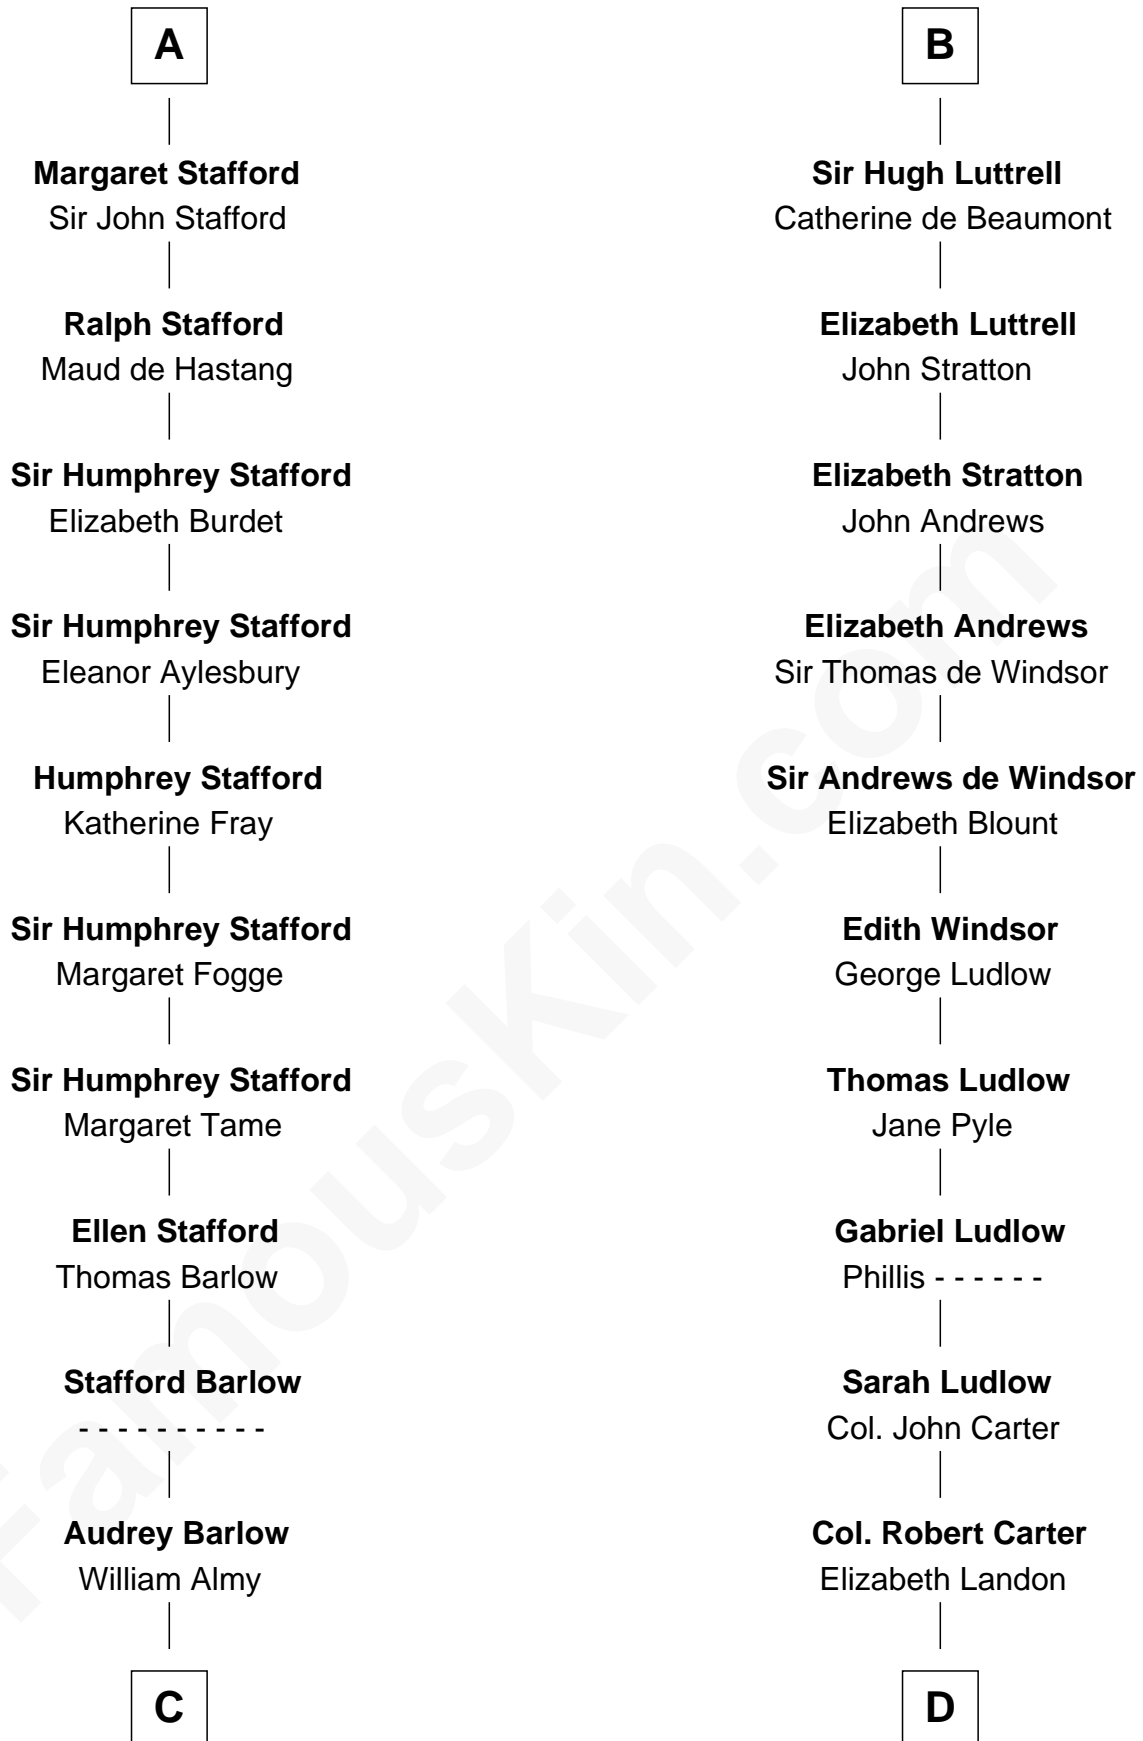 A
Margaret Stafford
Sir John Stafford
Ralph Stafford
Maud de Hastang
Sir Humphrey Stafford
Elizabeth Burdet
Sir Humphrey Stafford
Eleanor Aylesbury
Humphrey Stafford
Katherine Fray
Sir Humphrey Stafford
Margaret Fogge
Sir Humphrey Stafford
Margaret Tame
Ellen Stafford
Thomas Barlow
Stafford Barlow
- - - - - - - - - -
Audrey Barlow
William Almy
C
B
Sir Hugh Luttrell
Catherine de Beaumont
Elizabeth Luttrell
John Stratton
Elizabeth Stratton
John Andrews
Elizabeth Andrews
Sir Thomas de Windsor
Sir Andrews de Windsor
Elizabeth Blount
Edith Windsor
George Ludlow
Thomas Ludlow
Jane Pyle
Gabriel Ludlow
Phillis - - - - - -
Sarah Ludlow
Col. John Carter
Col. Robert Carter
Elizabeth Landon
D
FamousKin.com